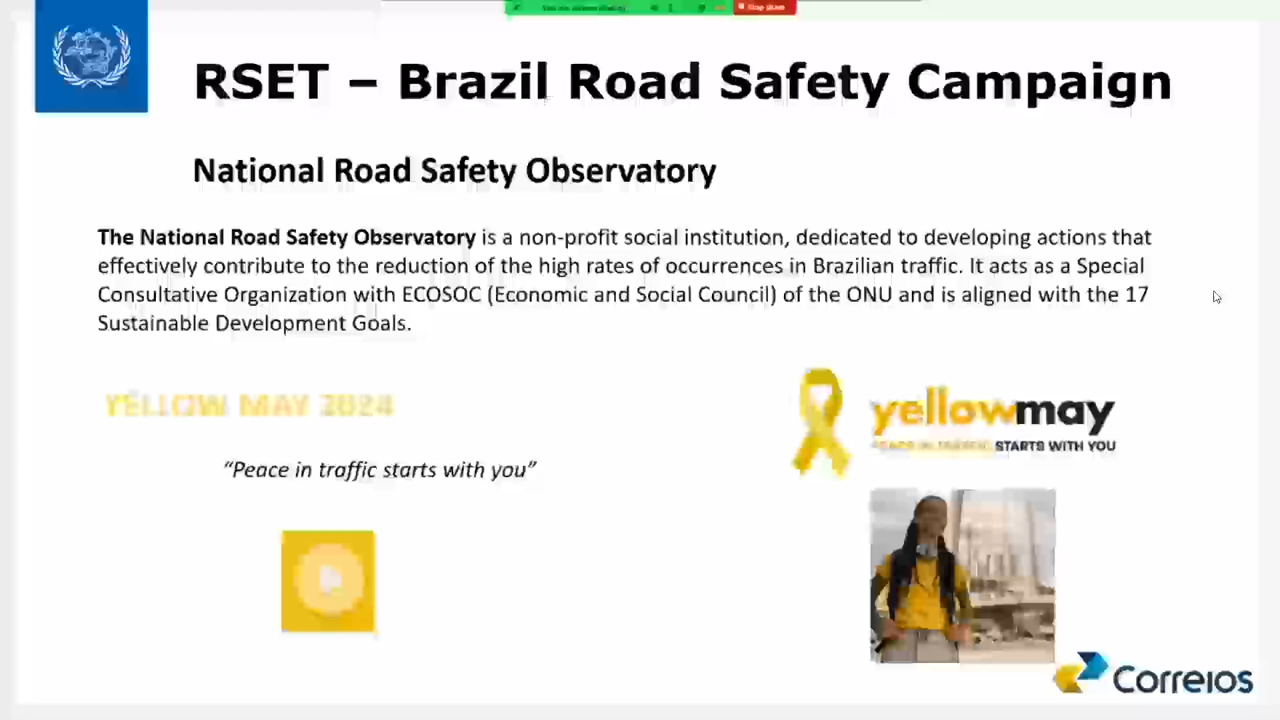 RSET – Brazil Road Safety Campaign
National Road Safety Observatory
The National Road Safety Observatory is a non-profit social institution, dedicated to developing actions that
effectively contribute to the reduction of the high rates of occurrences in Brazilian traffic. It acts as a Special
Consultative Organization with ECOSOC (Economic and Social Council) of the ONU and is aligned with the 17
Sustainable Development Goals.
YELLOW MAY 2024
yellowmay
PEACE IN TRAFFIC STARTS WITH YOU
“Peace in traffic starts with you”
Correios